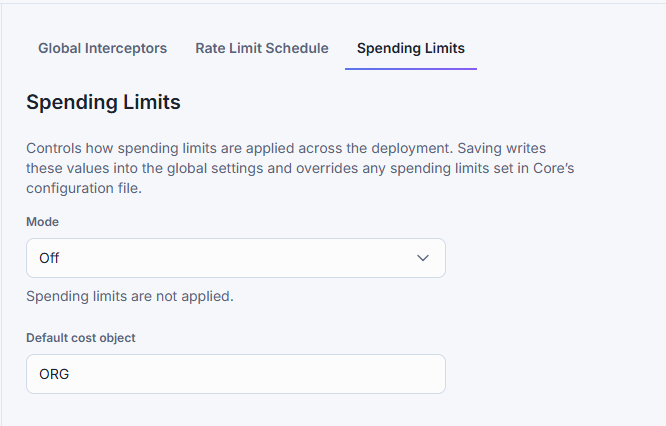 Global Interceptors Rate Limit Schedule Spending Limits
Spending Limits
Controls how spending limits are applied across the deployment. Saving writes
these values into the global settings and overrides any spending limits set in Core’s
configuration file.
Mode
Off
Spending limits are not applied.
Default cost object
ORG